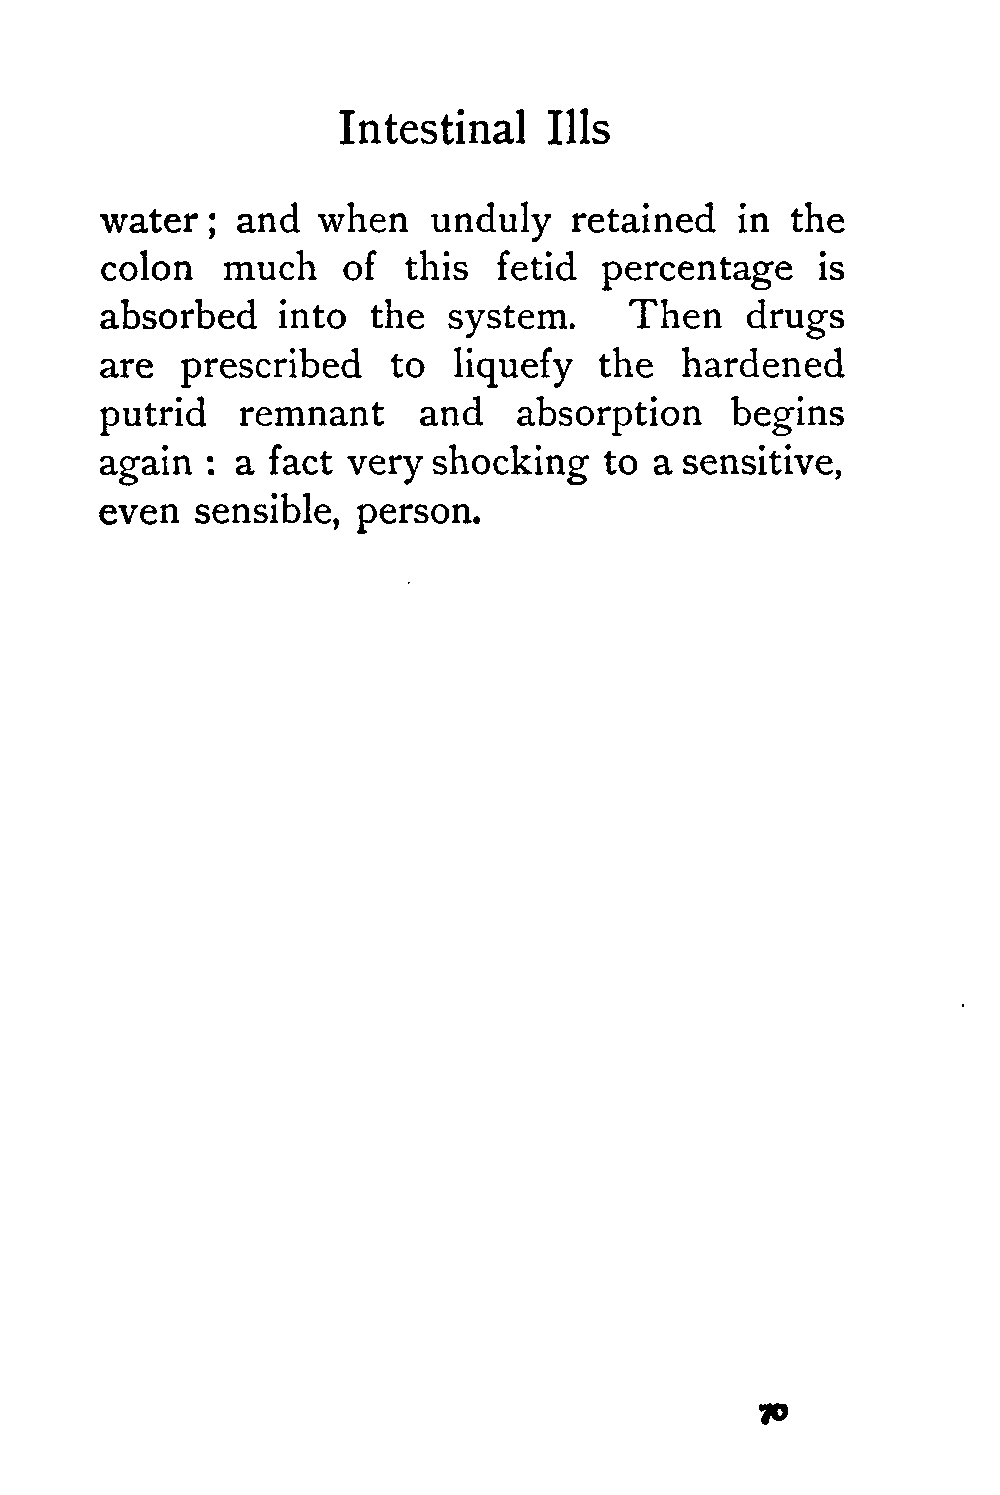 Intestinal Ills
water; and when unduly retained in the
colon much of this fetid percentage is
absorbed into the system. Then drugs
are prescribed to liquefy the hardened
putrid remnant and absorption begins
again : a fact very shocking to a sensitive,
even sensible, person.
70